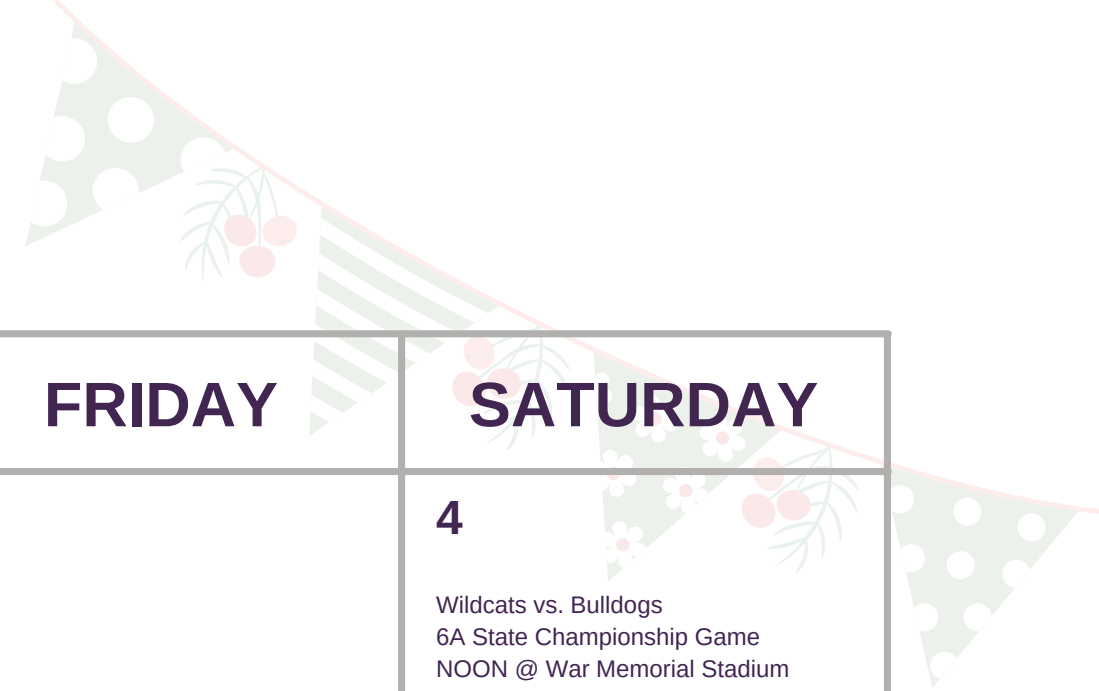 FRIDAY
SATURDAY
4
Wildcats vs. Bulldogs
6A State Championship Game
NOON @ War Memorial Stadium